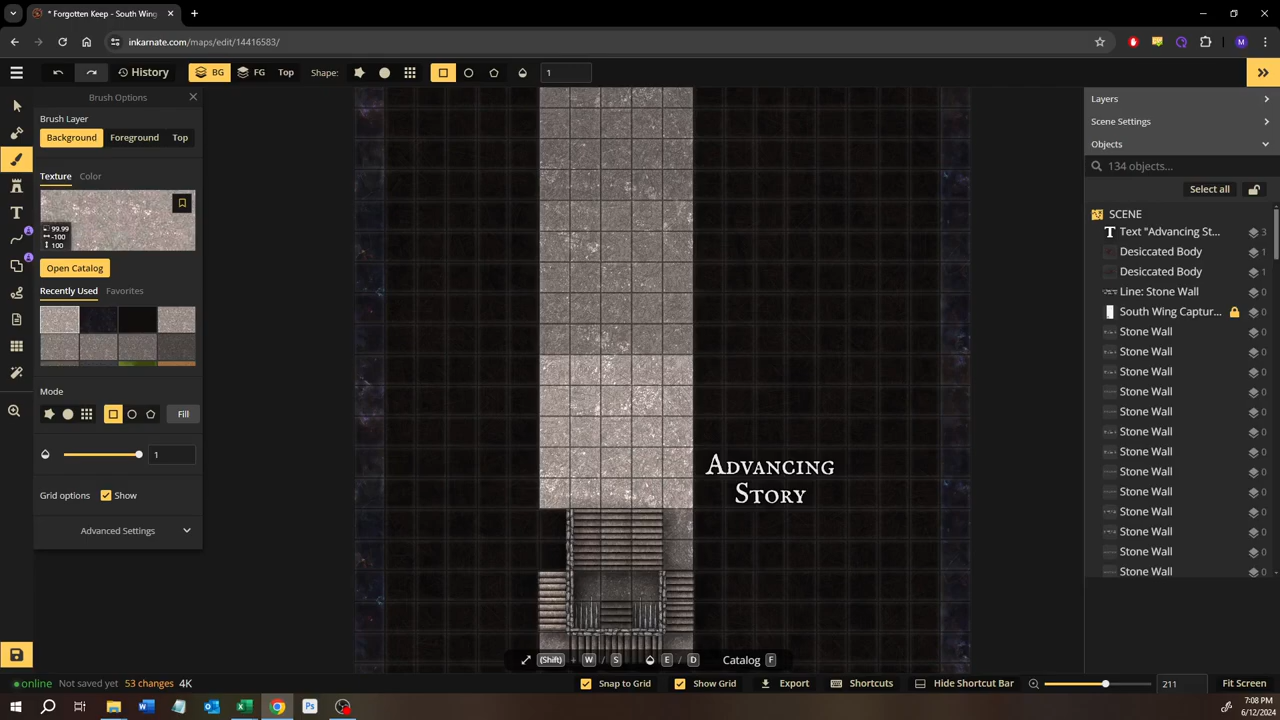 * Forgotten Keep - South Wing
inkarnate.com/maps/edit/14416583/
M
History
BG
FG
Top
Shape:
1
Brush Options
Brush Layer
Background
Foreground
Top
Texture
Color
99.99
-100
100
Open Catalog
Recently Used
Favorites
Mode
Fill
1
Grid options
Show
Advanced Settings
Advancing
Story
Layers
Scene Settings
Objects
134 objects...
Select all
SCENE
Text "Advancing St... 3
Desiccated Body 1
Desiccated Body 1
Line: Stone Wall 0
South Wing Captur... 0
Stone Wall 0
Stone Wall 0
Stone Wall 0
Stone Wall 0
Stone Wall 0
Stone Wall 0
Stone Wall 0
Stone Wall 0
Stone Wall 0
Stone Wall 0
Stone Wall 0
Stone Wall 0
Stone Wall 0
(Shift) + W / S E / D Catalog F
online Not saved yet 53 changes 4K
Snap to Grid
Show Grid
Export
Shortcuts
Hide Shortcut Bar
211
Fit Screen
7:08 PM
6/12/2024